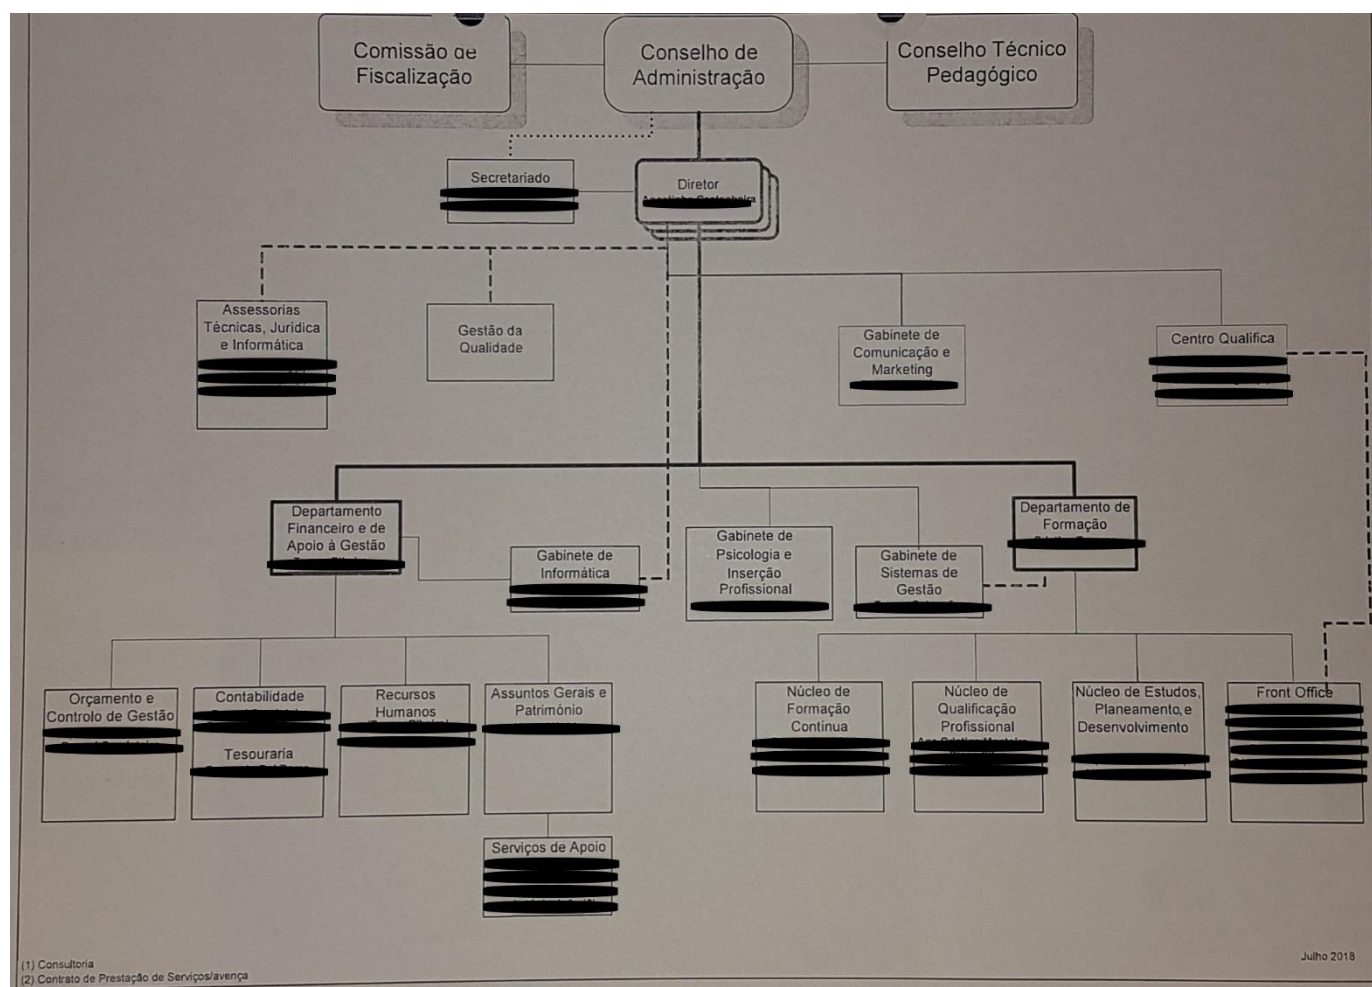 Comissão de
Fiscalização
Conselho de
Administração
Conselho Técnico
Pedagógico
Secretariado
Diretor
Assessorias
Técnicas, Jurídica
e Informática
Gestão da
Qualidade
Gabinete de
Comunicação e
Marketing
Centro Qualifica
Departamento
Financeiro e de
Apoio à Gestão
Gabinete de
Informática
Gabinete de
Psicologia e
Inserção
Profissional
Gabinete de
Sistemas de
Gestão
Departamento de
Formação
Orçamento e
Controlo de Gestão
Contabilidade
Tesouraria
Recursos
Humanos
Assuntos Gerais e
Património
Núcleo de
Formação
Contínua
Núcleo de
Qualificação
Profissional
Núcleo de Estudos,
Planeamento, e
Desenvolvimento
Front Office
Serviços de Apoio
(1) Consultoria
(2) Contrato de Prestação de Serviços/avença
Julho 2018